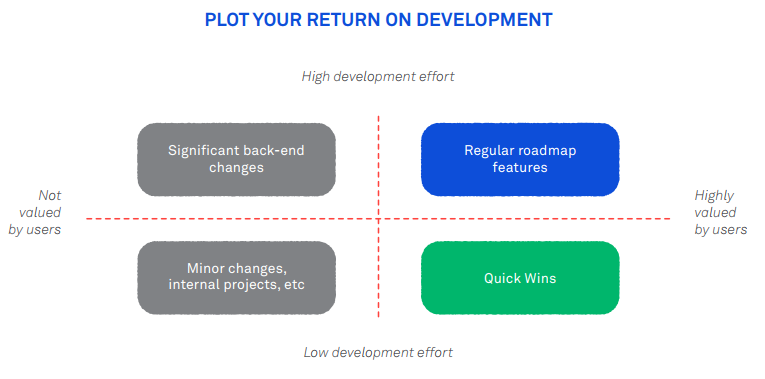 PLOT YOUR RETURN ON DEVELOPMENT
High development effort
Significant back-end
changes
Regular roadmap
features
Not
valued
by users
Highly
valued
by users
Minor changes,
internal projects, etc
Quick Wins
Low development effort